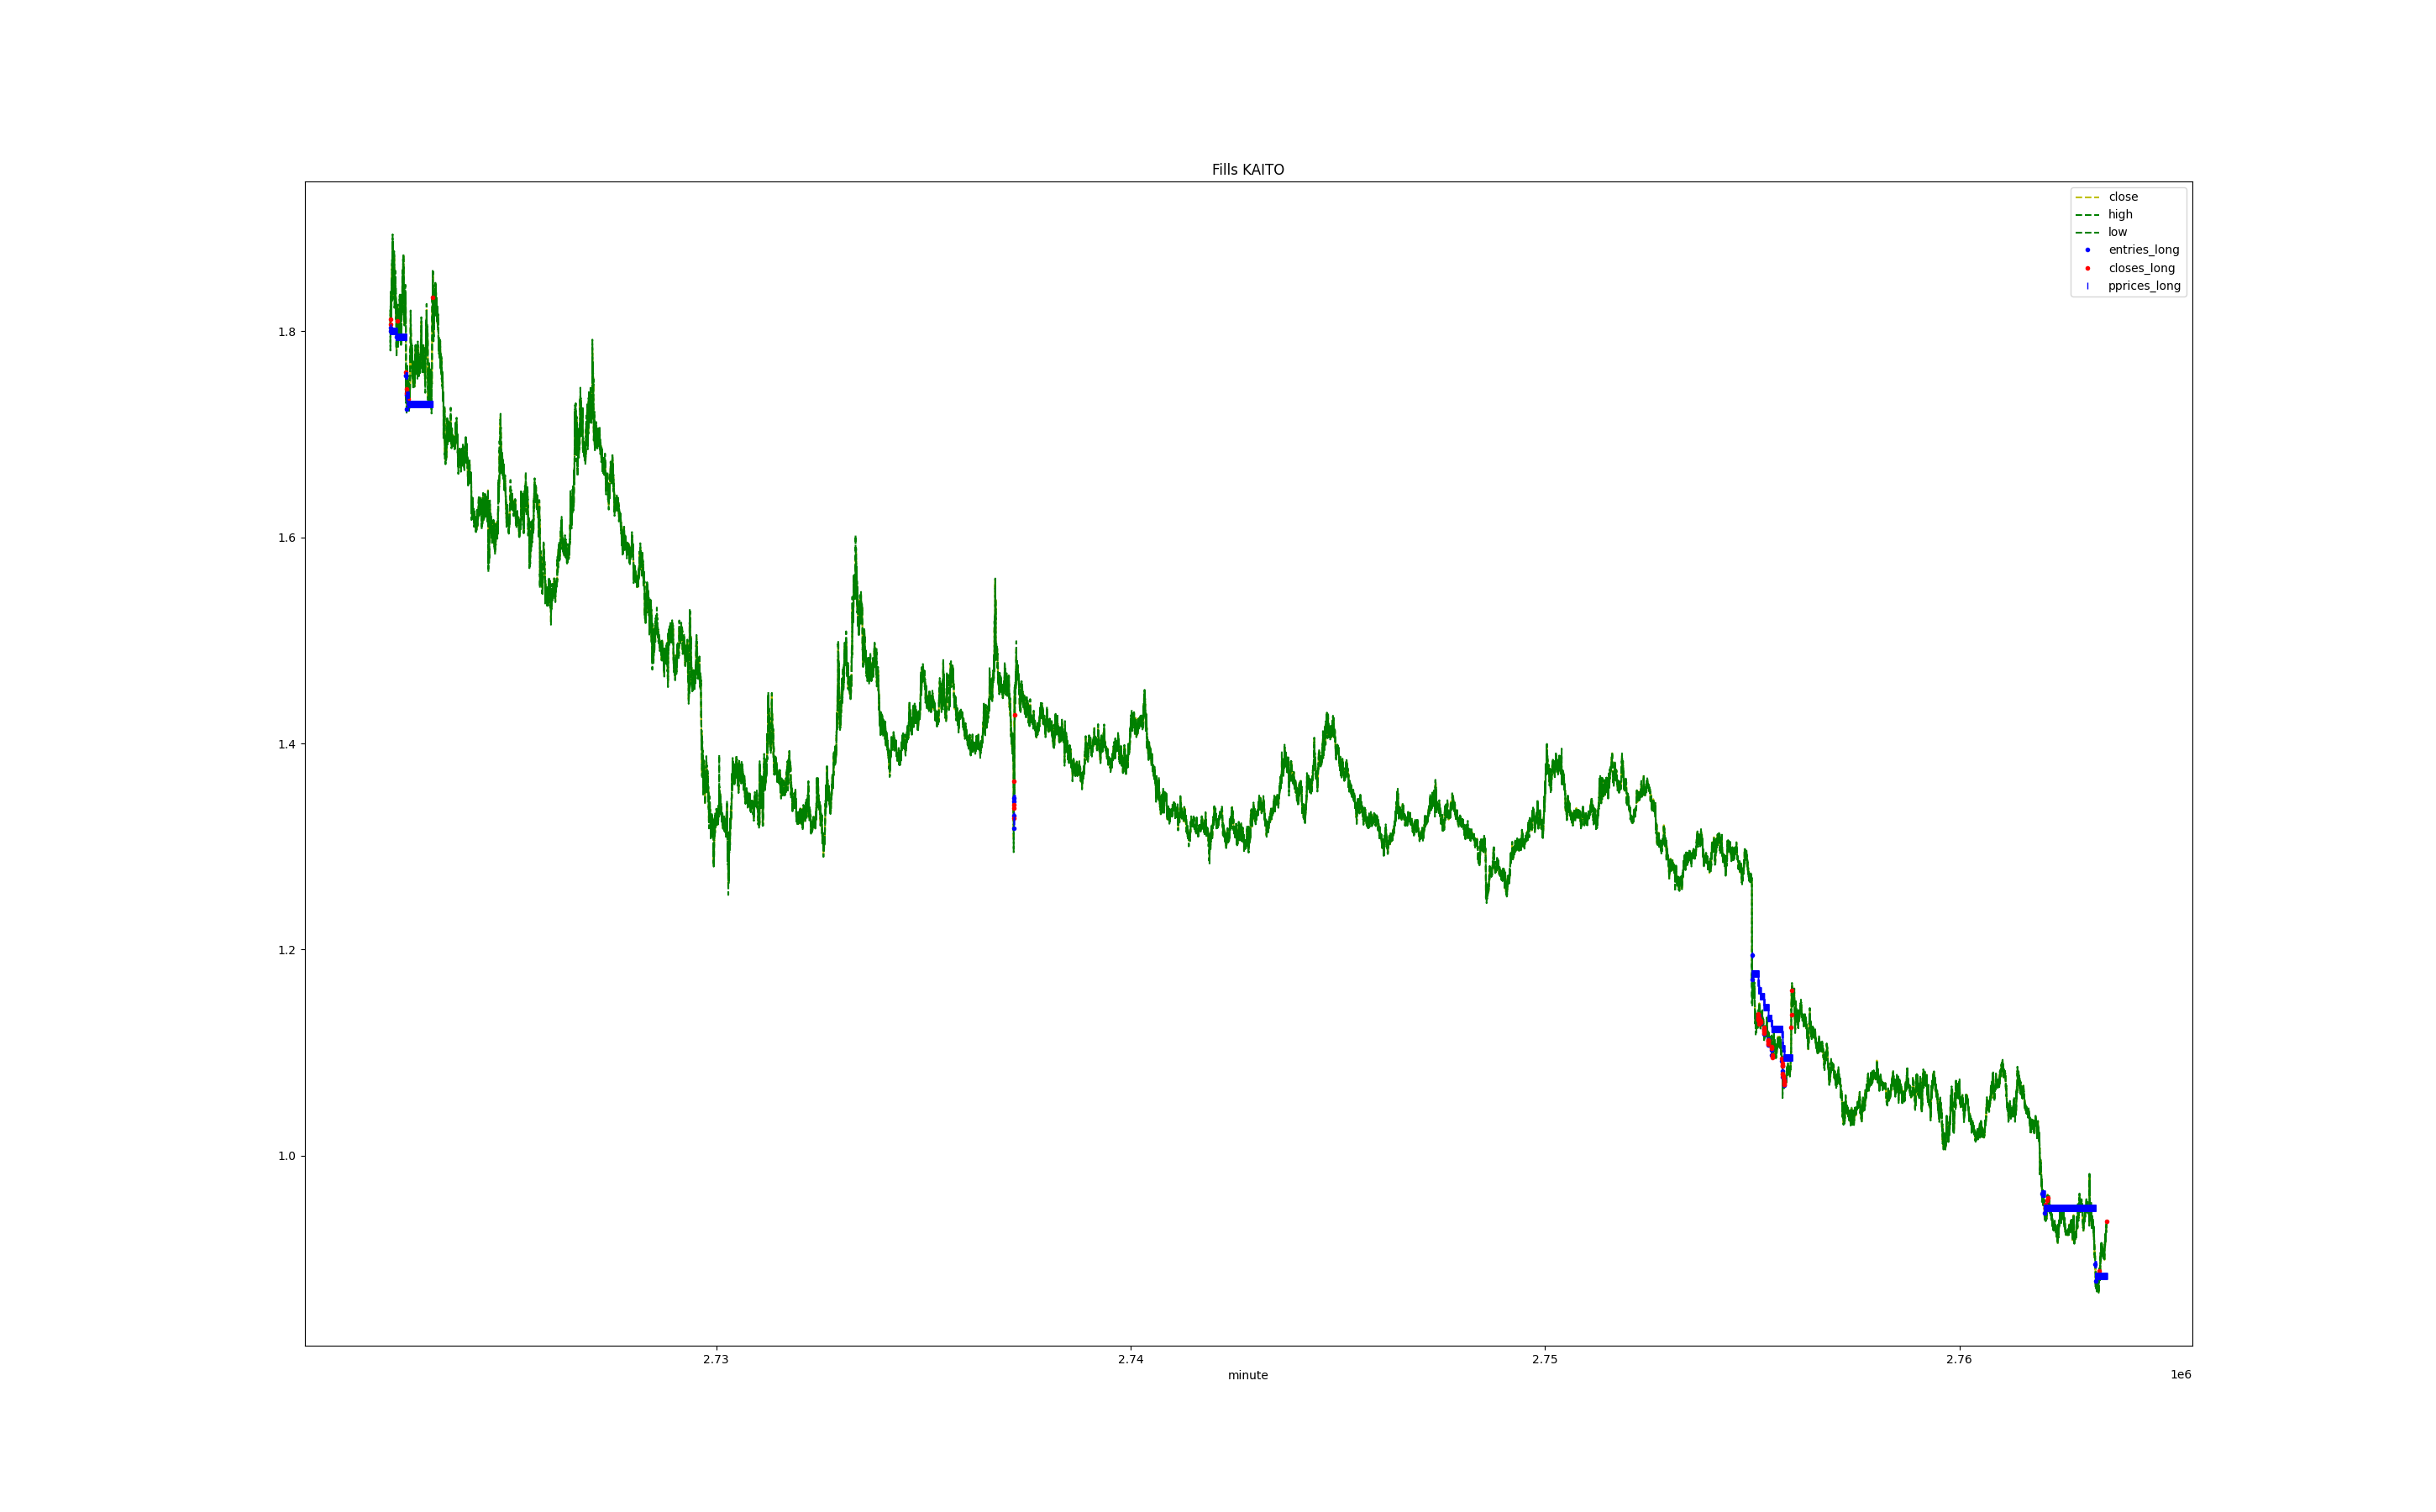 Fills KAITO
close
high
low
entries_long
closes_long
pprices_long
1.8
1.6
1.4
1.2
1.0
2.73
2.74
2.75
2.76
minute
1e6